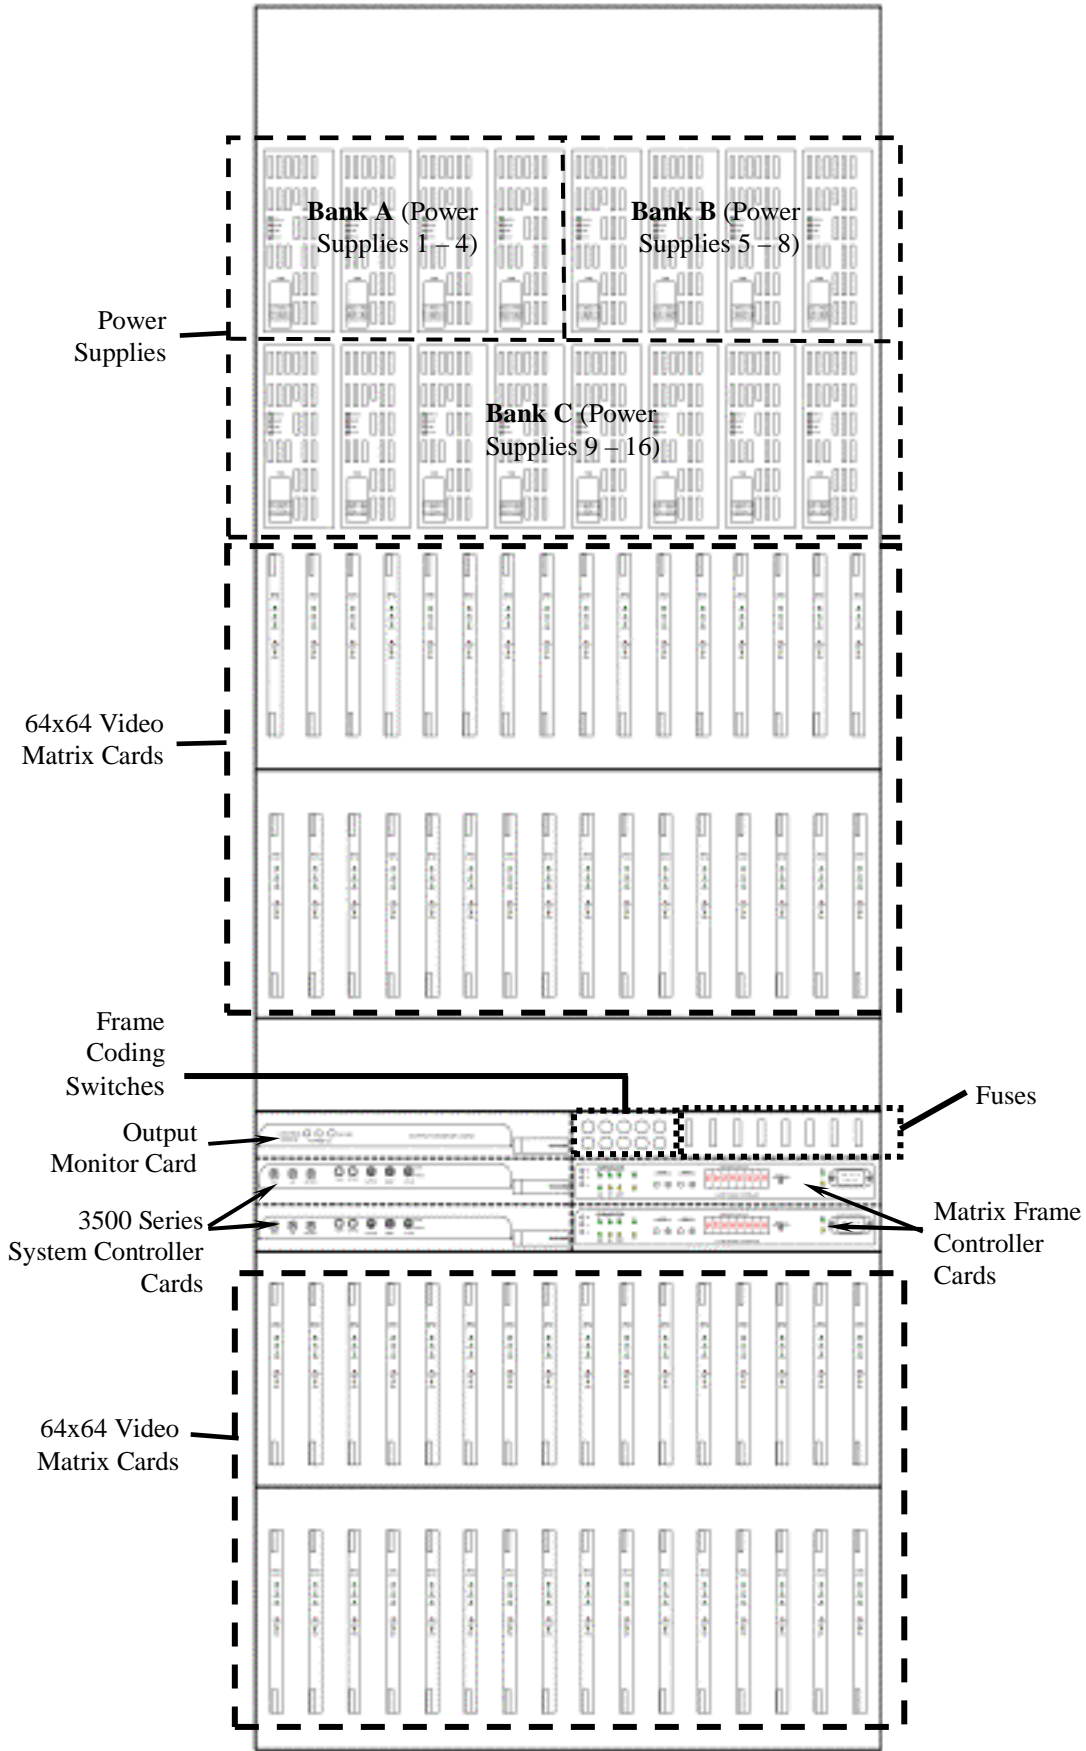 Bank A (Power
Supplies 1 – 4)
Bank B (Power
Supplies 5 – 8)
Power
Supplies
Bank C (Power
Supplies 9 – 16)
64x64 Video
Matrix Cards
Frame
Coding
Switches
Fuses
Output
Monitor Card
3500 Series
System Controller
Cards
Matrix Frame
Controller
Cards
64x64 Video
Matrix Cards